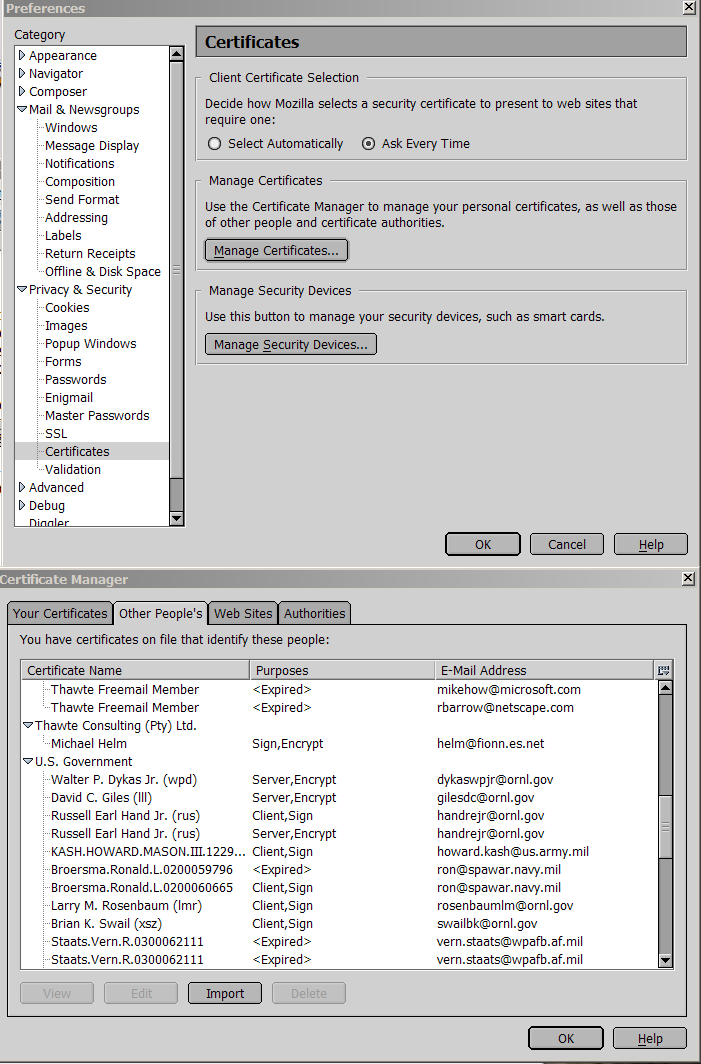 Preferences
Category
Appearance
Navigator
Composer
Mail & Newsgroups
Windows
Message Display
Notifications
Composition
Send Format
Addressing
Labels
Return Receipts
Offline & Disk Space
Privacy & Security
Cookies
Images
Popup Windows
Forms
Passwords
Enigmail
Master Passwords
SSL
Certificates
Validation
Advanced
Debug
Diggler
Certificates
Client Certificate Selection
Decide how Mozilla selects a security certificate to present to web sites that
require one:
Select Automatically Ask Every Time
Manage Certificates
Use the Certificate Manager to manage your personal certificates, as well as those
of other people and certificate authorities.
Manage Certificates...
Manage Security Devices
Use this button to manage your security devices, such as smart cards.
Manage Security Devices...
OK Cancel Help
Certificate Manager
Your Certificates Other People's Web Sites Authorities
You have certificates on file that identify these people:
Certificate Name Purposes E-Mail Address
Thawte Freemail Member <Expired> mikehow@microsoft.com
Thawte Freemail Member <Expired> rbarrow@netscape.com
Thawte Consulting (Pty) Ltd.
Michael Helm Sign,Encrypt helm@fionn.es.net
U.S. Government
Walter P. Dykas Jr. (wpd) Server,Encrypt dykaswpjr@ornl.gov
David C. Giles (lll) Server,Encrypt gilesdc@ornl.gov
Russell Earl Hand Jr. (rus) Client,Sign handrejr@ornl.gov
Russell Earl Hand Jr. (rus) Server,Encrypt handrejr@ornl.gov
KASH.HOWARD.MASON.III.1229... Client,Sign howard.kash@us.army.mil
Broersma.Ronald.L.0200059796 <Expired> ron@spawar.navy.mil
Broersma.Ronald.L.0200060665 Client,Sign ron@spawar.navy.mil
Larry M. Rosenbaum (lmr) Client,Sign rosenbaumlm@ornl.gov
Brian K. Swail (xsz) Client,Sign swailbk@ornl.gov
Staats.Vern.R.0300062111 <Expired> vern.staats@wpafb.af.mil
Staats.Vern.R.0300062111 <Expired> vern.staats@wpafb.af.mil
View Edit Import Delete
OK Help